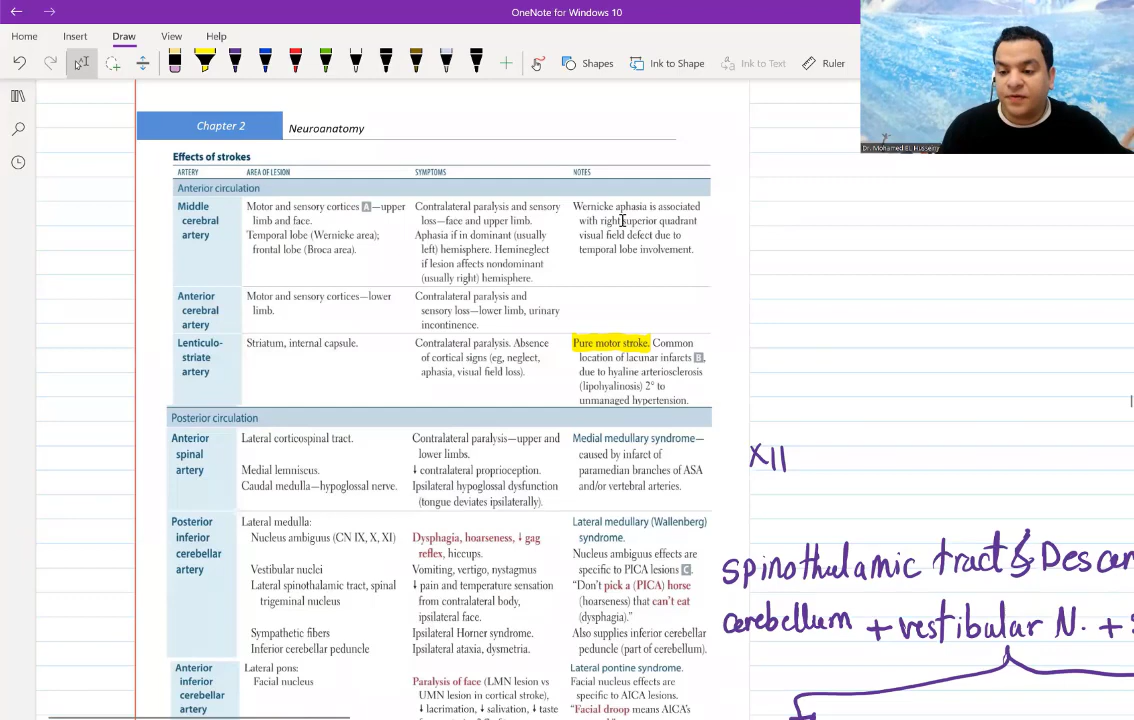 OneNote for Windows 10
Home Insert Draw View Help
Shapes Ink to Shape Ink to Text Ruler
Dr. Mohamed EL Husseiny
Chapter 2 Neuroanatomy
Effects of strokes
ARTERY AREA OF LESION SYMPTOMS NOTES
Anterior circulation
Middle cerebral artery
Motor and sensory cortices A—upper
limb and face.
Temporal lobe (Wernicke area);
frontal lobe (Broca area).
Contralateral paralysis and sensory
loss—face and upper limb.
Aphasia if in dominant (usually
left) hemisphere. Hemineglect
if lesion affects nondominant
(usually right) hemisphere.
Wernicke aphasia is associated
with right superior quadrant
visual field defect due to
temporal lobe involvement.
Anterior
cerebral
artery
Motor and sensory cortices—lower
limb.
Contralateral paralysis and
sensory loss—lower limb, urinary
incontinence.
Lenticulo-
striate
artery
Striatum, internal capsule.
Contralateral paralysis. Absence
of cortical signs (eg, neglect,
aphasia, visual field loss).
Pure motor stroke. Common
location of lacunar infarcts B,
due to hyaline arteriosclerosis
(lipohyalinosis) 2° to
unmanaged hypertension.
Posterior circulation
Anterior
spinal
artery
Lateral corticospinal tract.
Medial lemniscus.
Caudal medulla—hypoglossal nerve.
Contralateral paralysis—upper and
lower limbs.
↓ contralateral proprioception.
Ipsilateral hypoglossal dysfunction
(tongue deviates ipsilaterally).
Medial medullary syndrome—
caused by infarct of
paramedian branches of ASA
and/or vertebral arteries.
XII
Posterior
inferior
cerebellar
artery
Lateral medulla:
Nucleus ambiguus (CN IX, X, XI)
Vestibular nuclei
Lateral spinothalamic tract, spinal
trigeminal nucleus
Sympathetic fibers
Inferior cerebellar peduncle
Dysphagia, hoarseness, ↓ gag
reflex, hiccups.
Vomiting, vertigo, nystagmus
↓ pain and temperature sensation
from contralateral body,
ipsilateral face.
Ipsilateral Horner syndrome.
Ipsilateral ataxia, dysmetria.
Lateral medullary (Wallenberg)
syndrome.
Nucleus ambiguus effects are
specific to PICA lesions C.
"Don't pick a (PICA) horse
(hoarseness) that can't eat
(dysphagia)."
Also supplies inferior cerebellar
peduncle (part of cerebellum).
spinothalamic tract & Descen
cerebellum + vestibular N. + s
Anterior
inferior
cerebellar
artery
Lateral pons:
Facial nucleus
Paralysis of face (LMN lesion vs
UMN lesion in cortical stroke),
↓ lacrimation, ↓ salivation, ↓ taste
Lateral pontine syndrome.
Facial nucleus effects are
specific to AICA lesions.
"Facial droop means AICA's